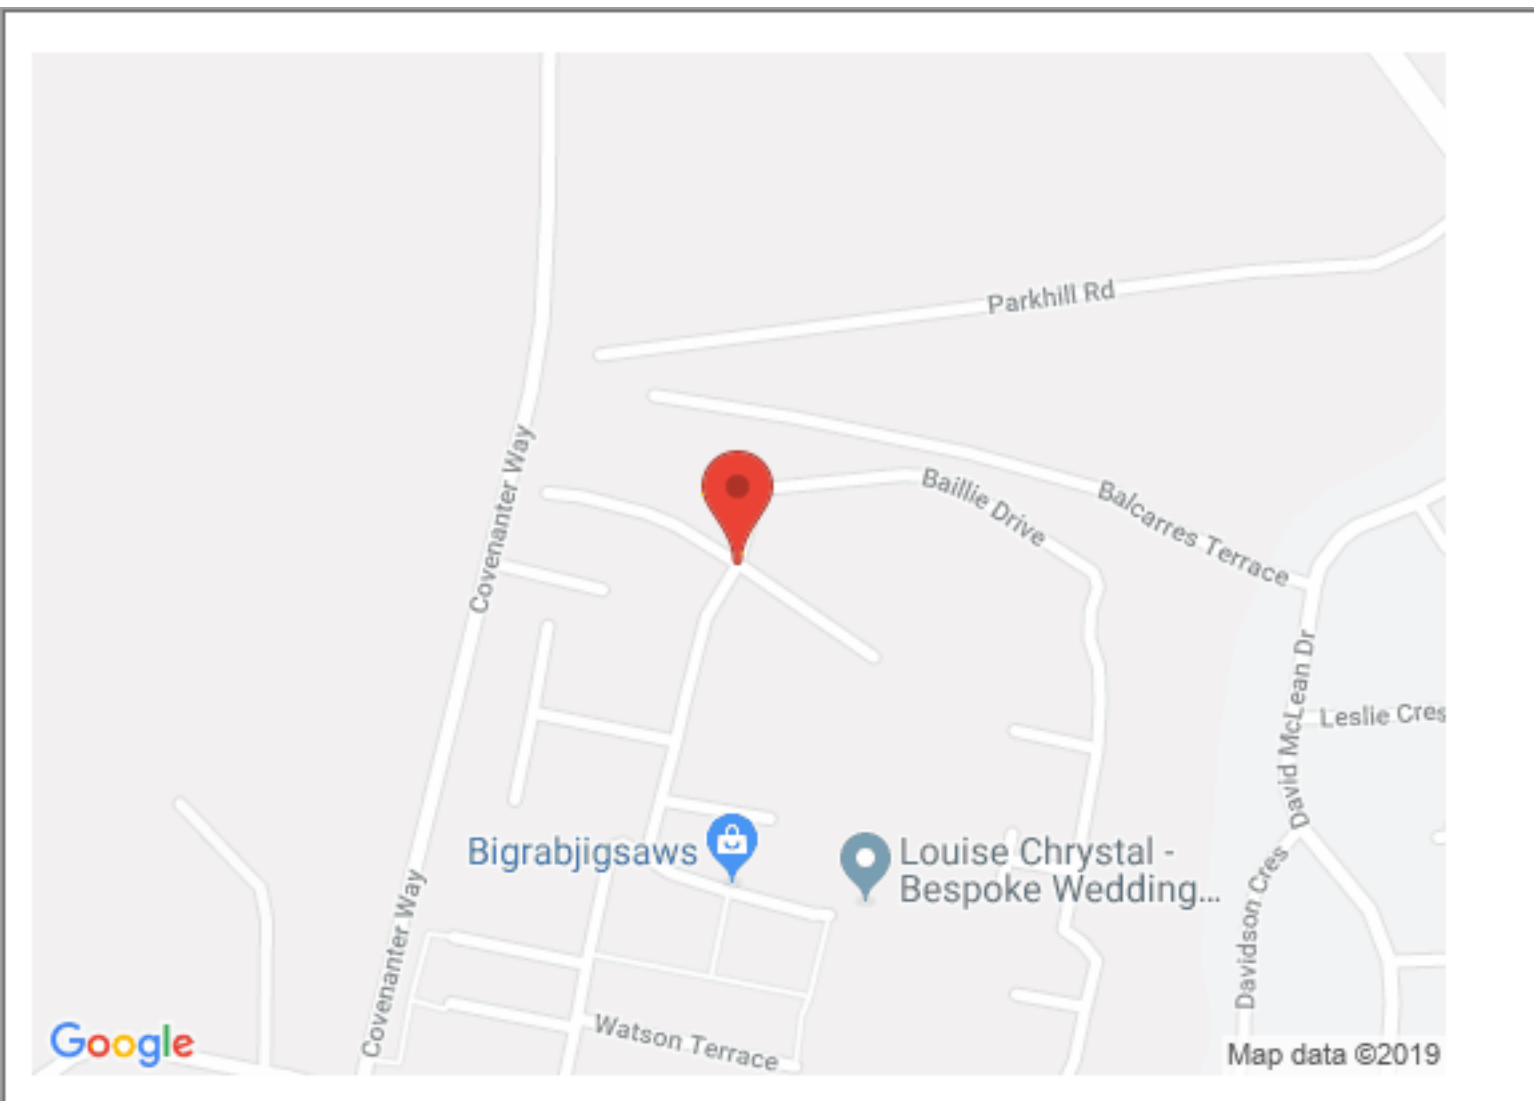 Parkhill Rd
Covenanter Way
Baillie Drive
Balcarres Terrace
David McLean Dr
Leslie Cres
Bigrabjigsaws
Louise Chrystal -
Bespoke Wedding...
Davidson Cres
Covenanter Way
Watson Terrace
Google
Map data ©2019